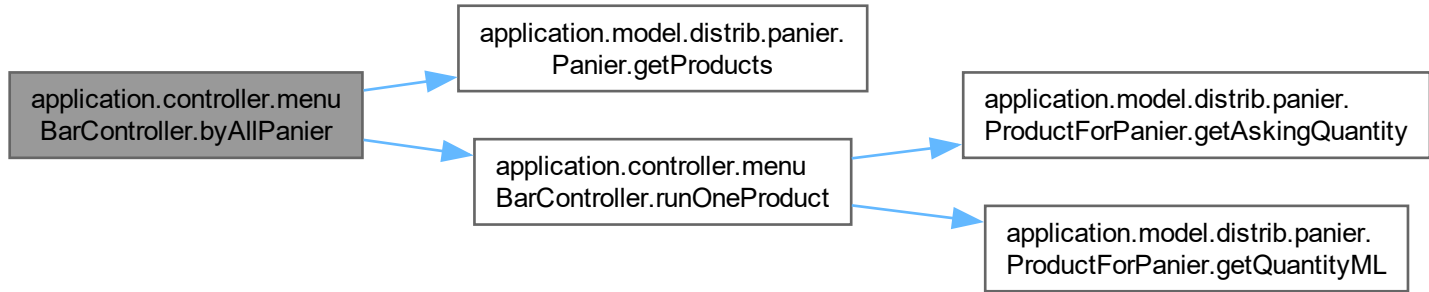 application.controller.menu
BarController.byAllPanier
application.model.distrib.panier.
Panier.getProducts
application.controller.menu
BarController.runOneProduct
application.model.distrib.panier.
ProductForPanier.getAskingQuantity
application.model.distrib.panier.
ProductForPanier.getQuantityML